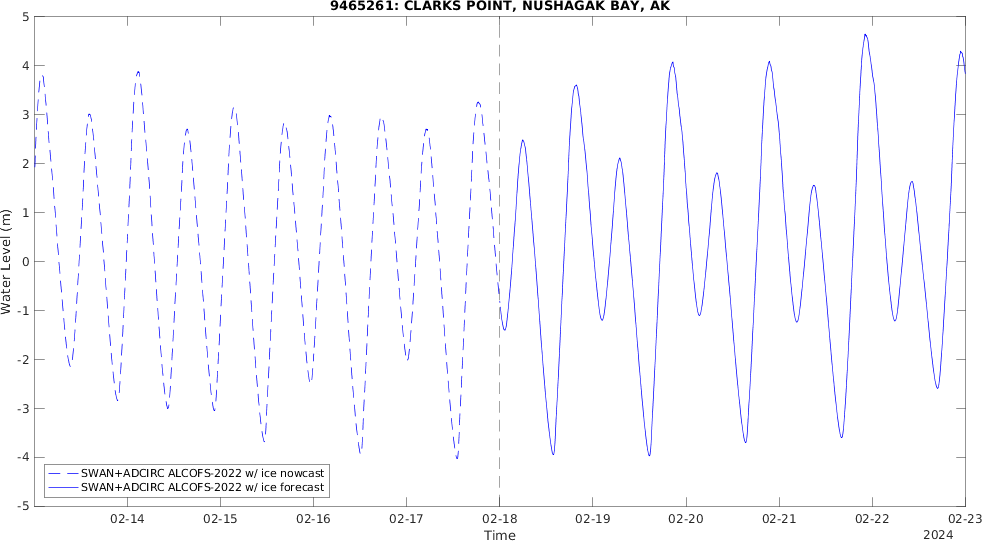 9465261: CLARKS POINT, NUSHAGAK BAY, AK
5
4
3
2
1
0
-1
-2
-3
-4
-5
Water Level (m)
SWAN+ADCIRC ALCOFS-2022 w/ ice nowcast
SWAN+ADCIRC ALCOFS-2022 w/ ice forecast
02-14 02-15 02-16 02-17 02-18 02-19 02-20 02-21 02-22 02-23
Time
2024